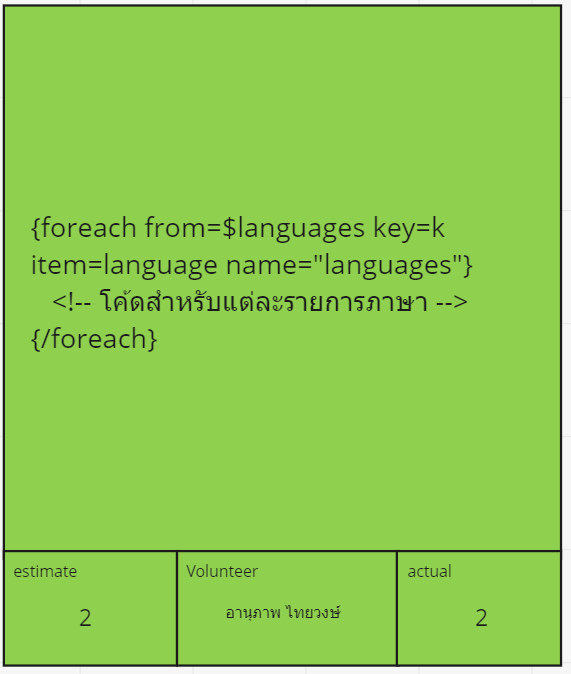 {foreach from=$languages key=k
item=language name="languages"}
<!-- โค้ดสำหรับแต่ละรายการภาษา -->
{/foreach}
estimate
Volunteer
actual
2
อานุภาพ ไทยวงษ์
2